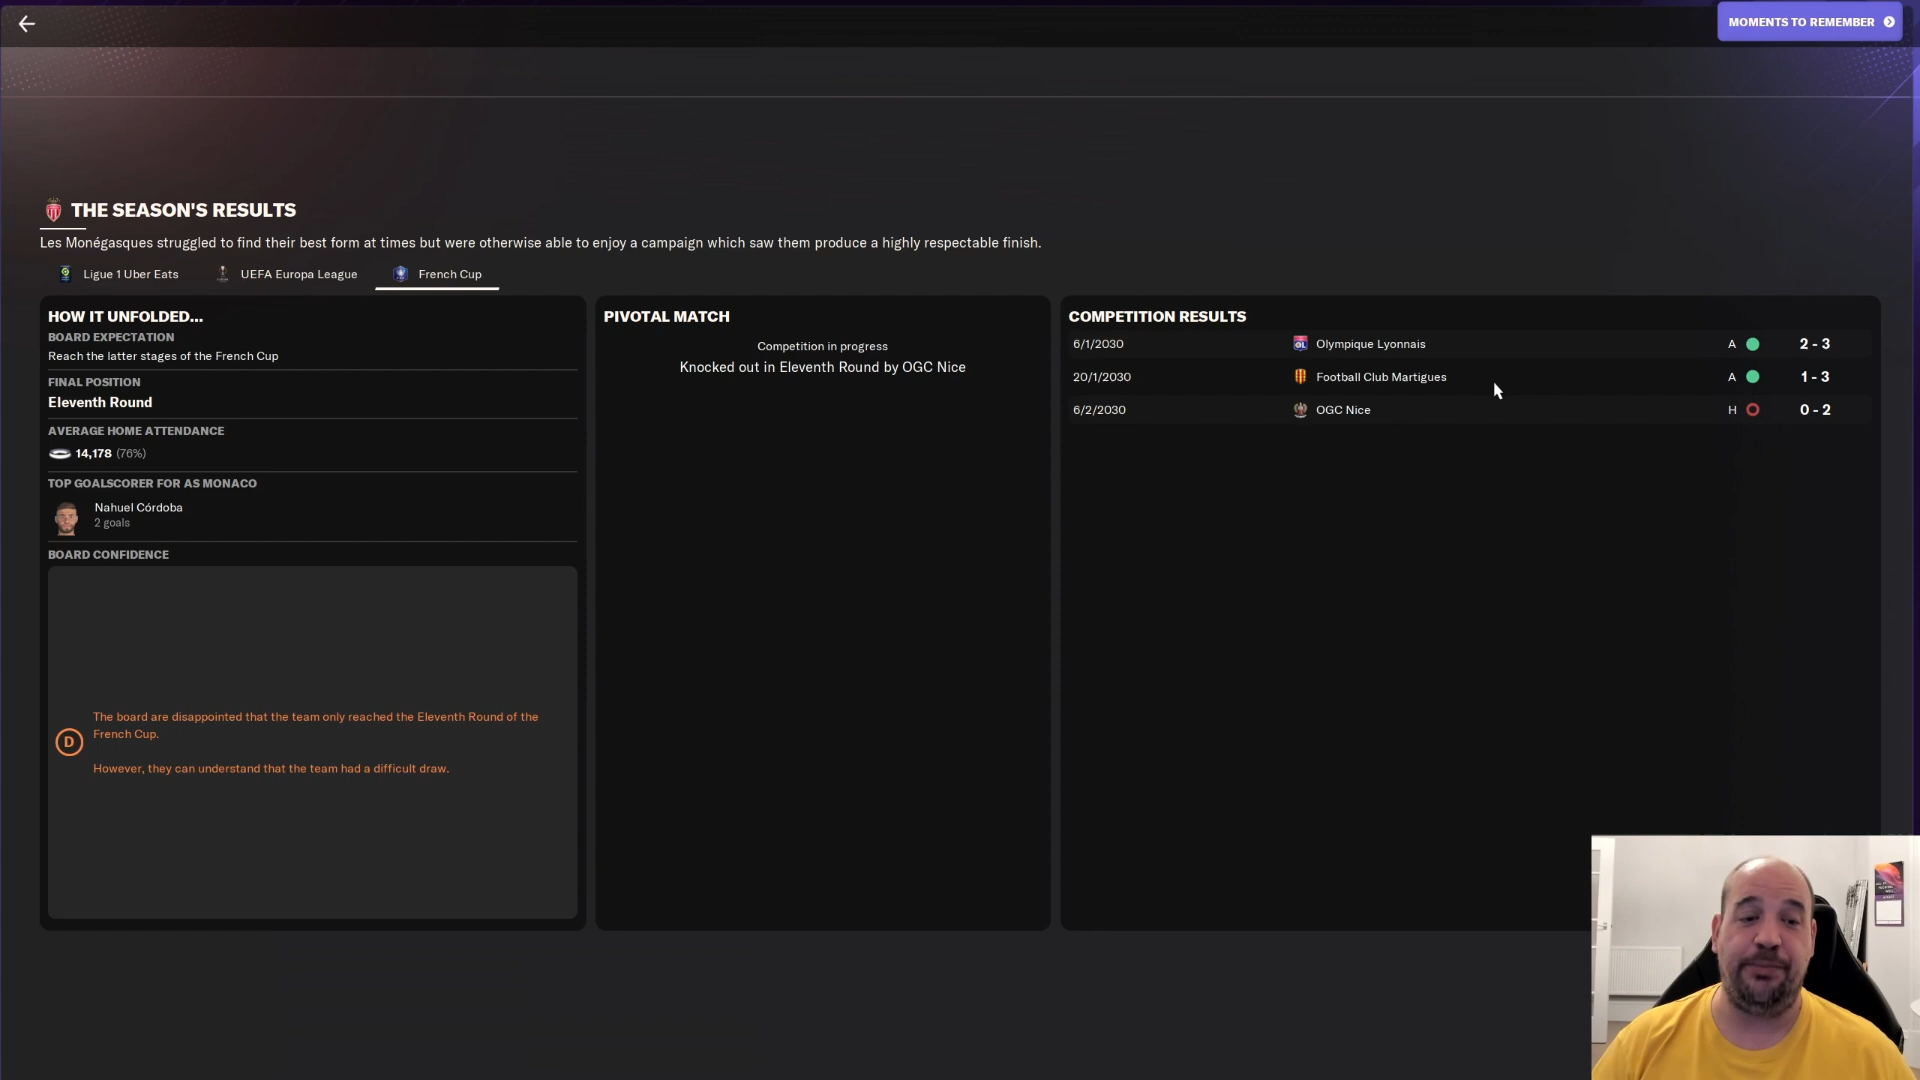 MOMENTS TO REMEMBER
THE SEASON'S RESULTS
Les Monégasques struggled to find their best form at times but were otherwise able to enjoy a campaign which saw them produce a highly respectable finish.
Ligue 1 Uber Eats
UEFA Europa League
French Cup
HOW IT UNFOLDED...
BOARD EXPECTATION
Reach the latter stages of the French Cup
FINAL POSITION
Eleventh Round
AVERAGE HOME ATTENDANCE
14,178 (76%)
TOP GOALSCORER FOR AS MONACO
Nahuel Córdoba
2 goals
BOARD CONFIDENCE
D
The board are disappointed that the team only reached the Eleventh Round of the
French Cup.
However, they can understand that the team had a difficult draw.
PIVOTAL MATCH
Competition in progress
Knocked out in Eleventh Round by OGC Nice
COMPETITION RESULTS
6/1/2030 Olympique Lyonnais A 2 - 3
20/1/2030 Football Club Martigues A 1 - 3
6/2/2030 OGC Nice H 0 - 2